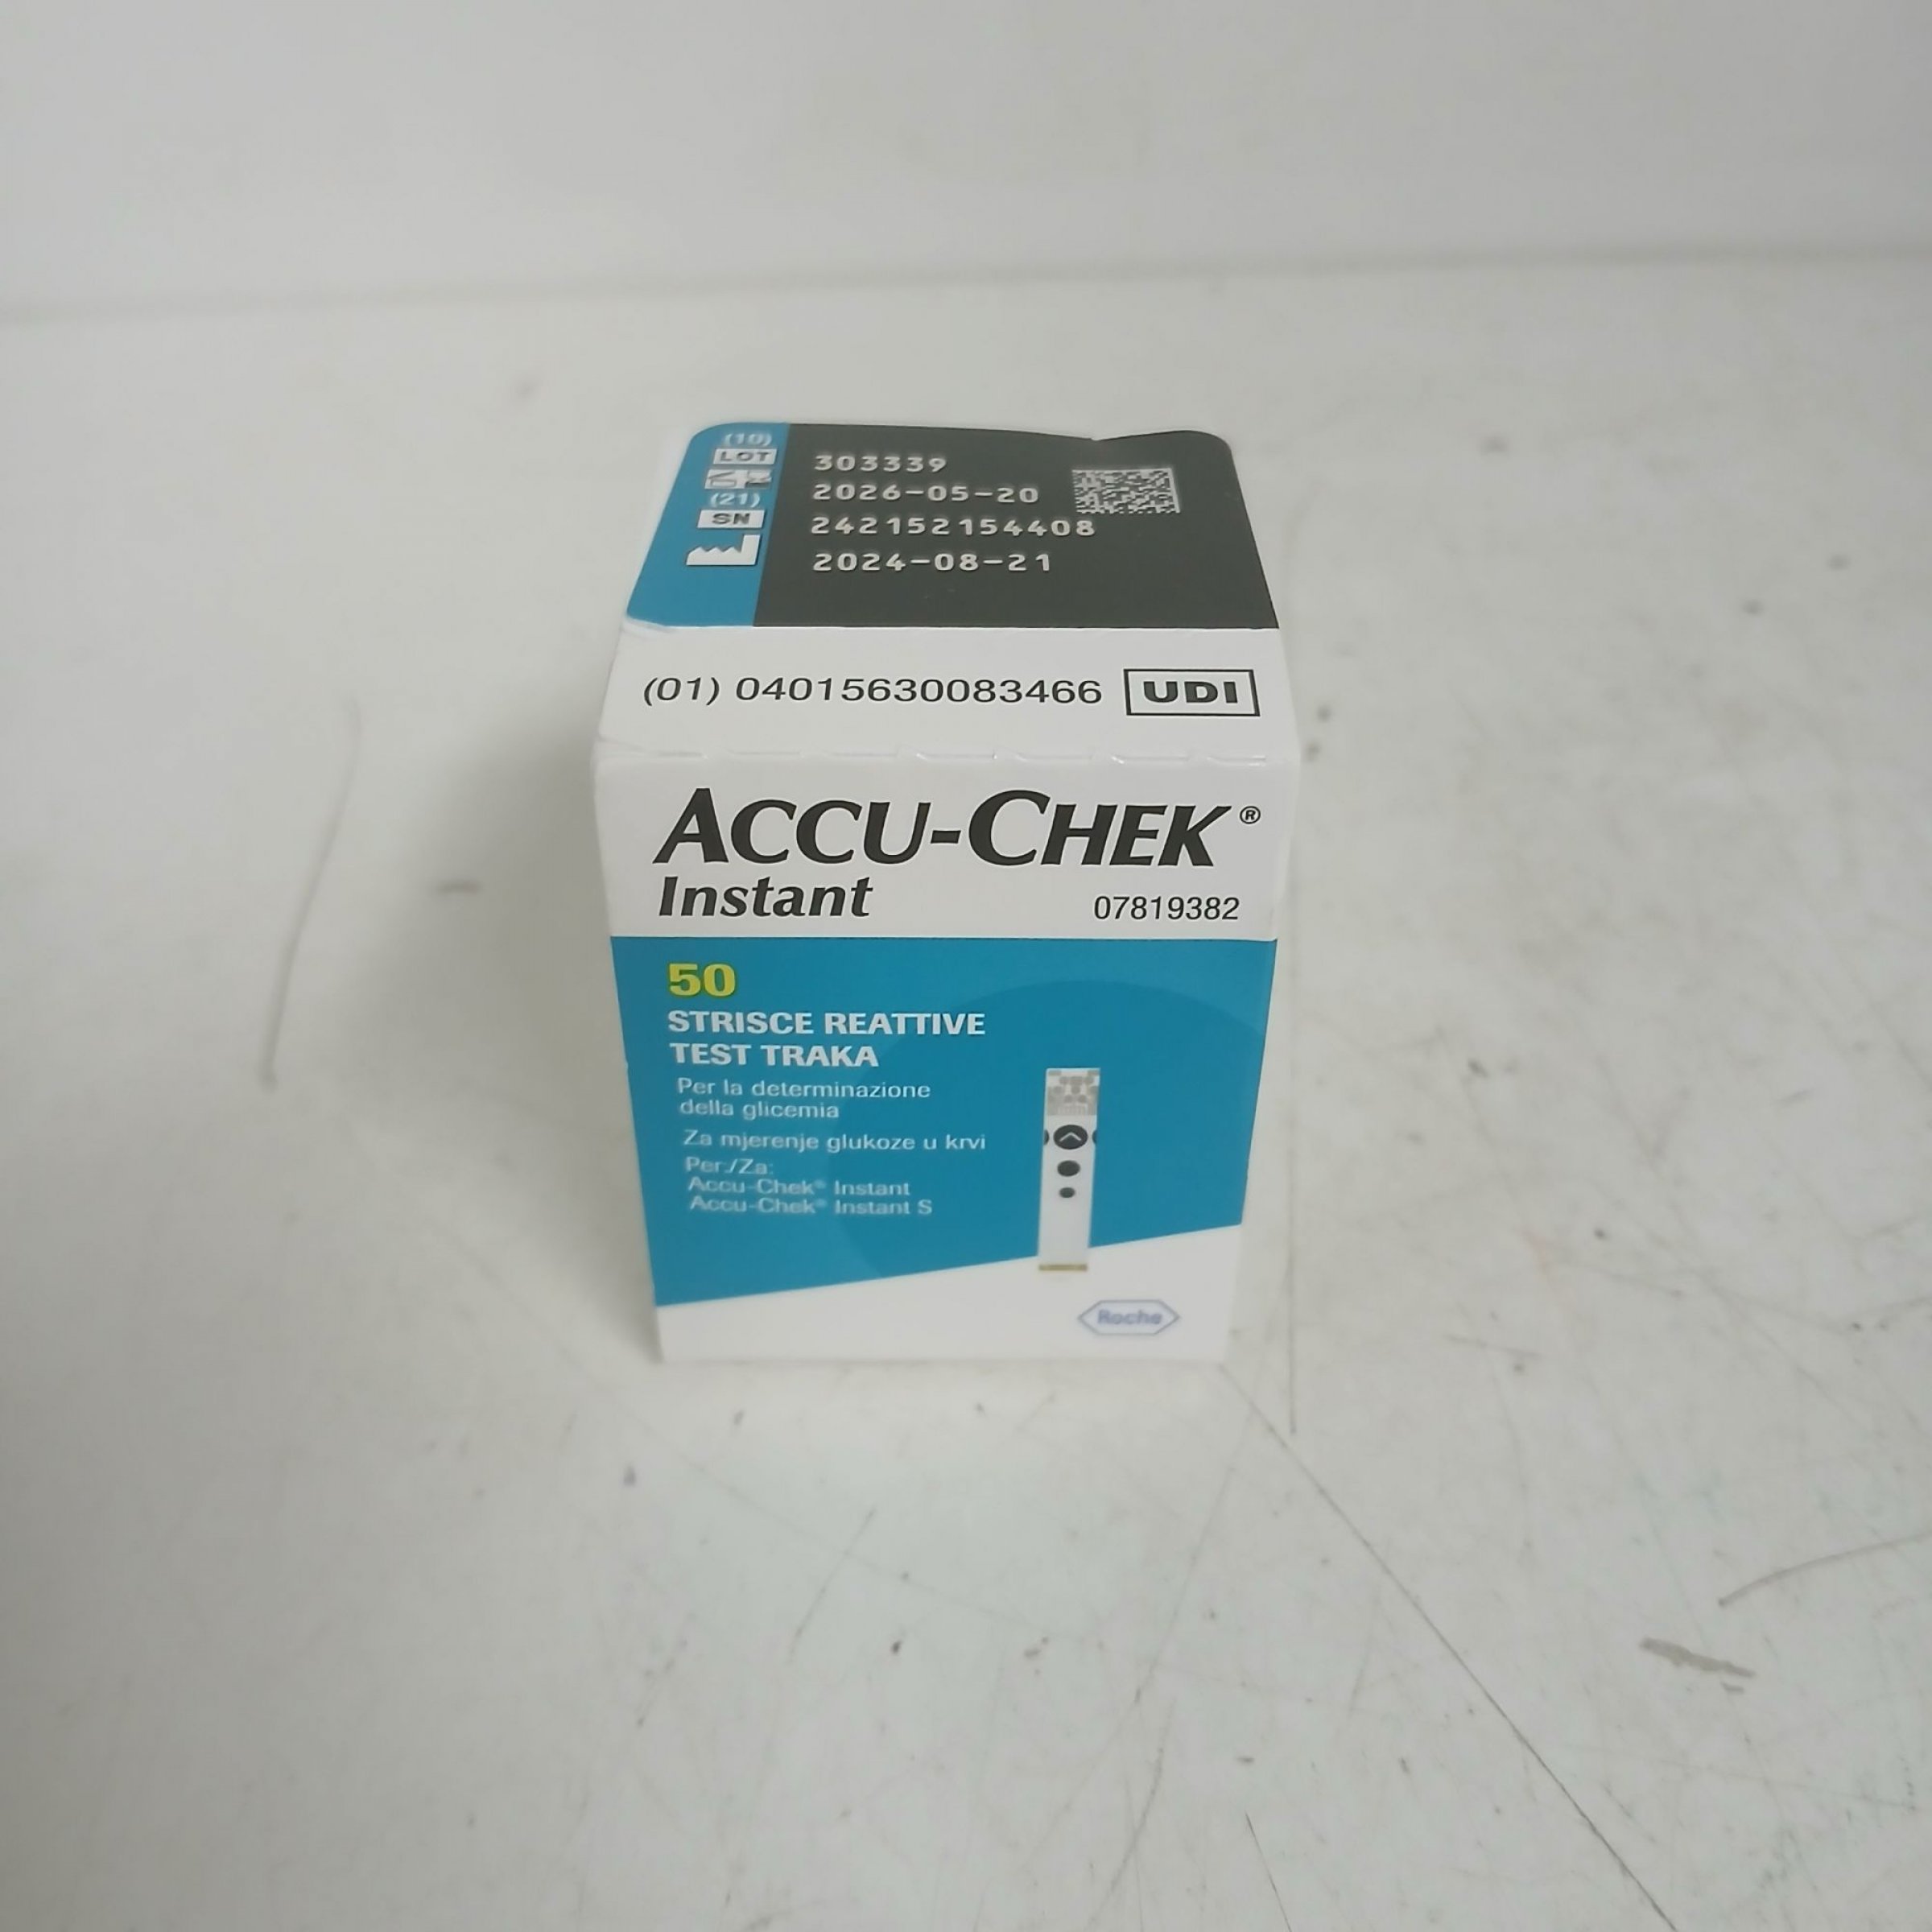 (10)
LOT 303339
2026-05-20
(21)
SN 242152154408
2024-08-21
(01) 04015630083466 UDI
ACCU-CHEK®
Instant 07819382
50
STRISCE REATTIVE
TEST TRAKA
Per la determinazione
della glicemia
Za mjerenje glukoze u krvi
Per:/Za:
Accu-Chek® Instant
Accu-Chek® Instant S
Roche